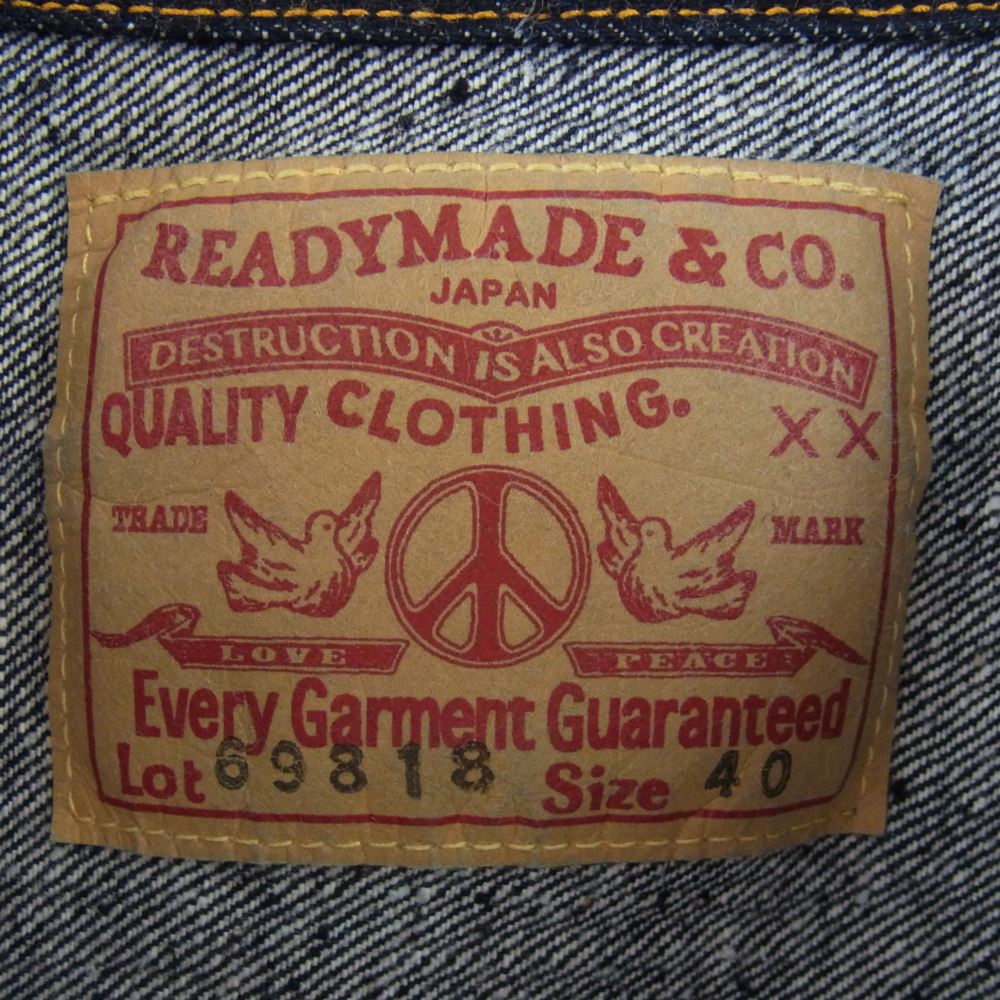 READYMADE & CO.
JAPAN
DESTRUCTION IS ALSO CREATION
QUALITY CLOTHING. XX
TRADE MARK
LOVE PEACE
Every Garment Guaranteed
Lot 69818 Size 40